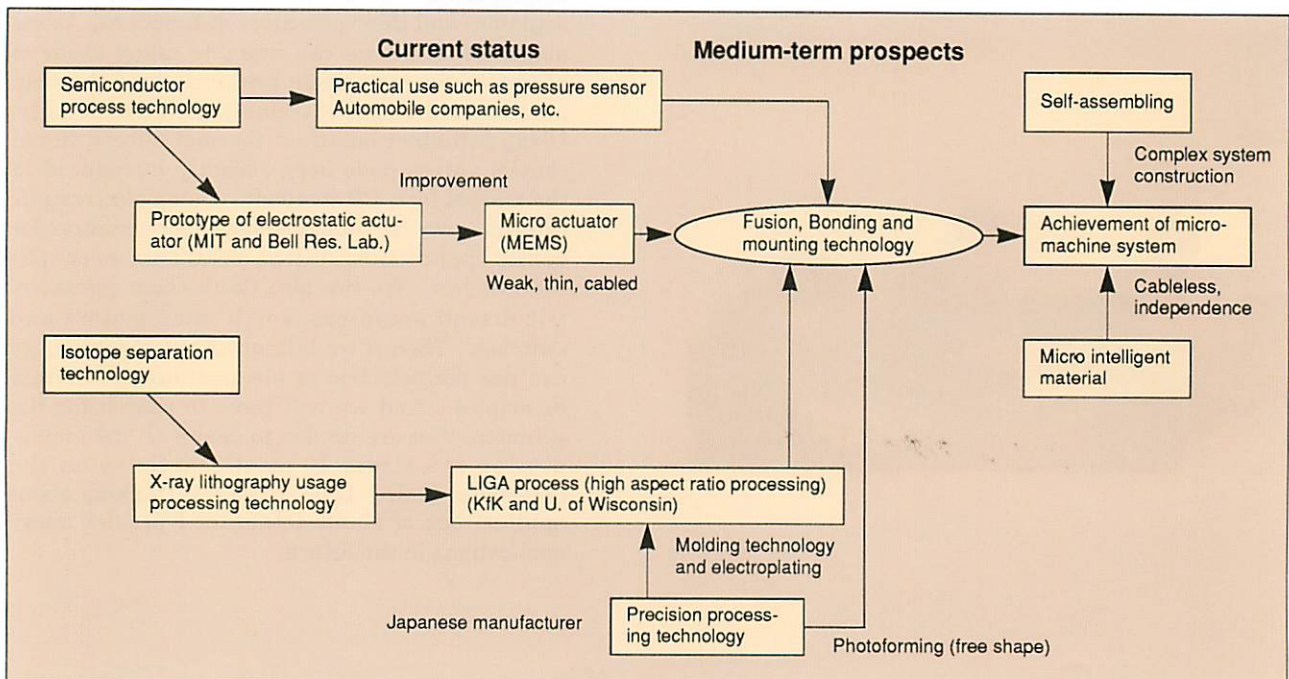 Current status
Medium-term prospects
Semiconductor
process technology
Practical use such as pressure sensor
Automobile companies, etc.
Self-assembling
Complex system
construction
Improvement
Prototype of electrostatic actu-
ator (MIT and Bell Res. Lab.)
Micro actuator
(MEMS)
Weak, thin, cabled
Fusion, Bonding and
mounting technology
Achievement of micro-
machine system
Cableless,
independence
Micro intelligent
material
Isotope separation
technology
X-ray lithography usage
processing technology
LIGA process (high aspect ratio processing)
(KfK and U. of Wisconsin)
Molding technology
and electroplating
Japanese manufacturer
Precision process-
ing technology
Photoforming (free shape)